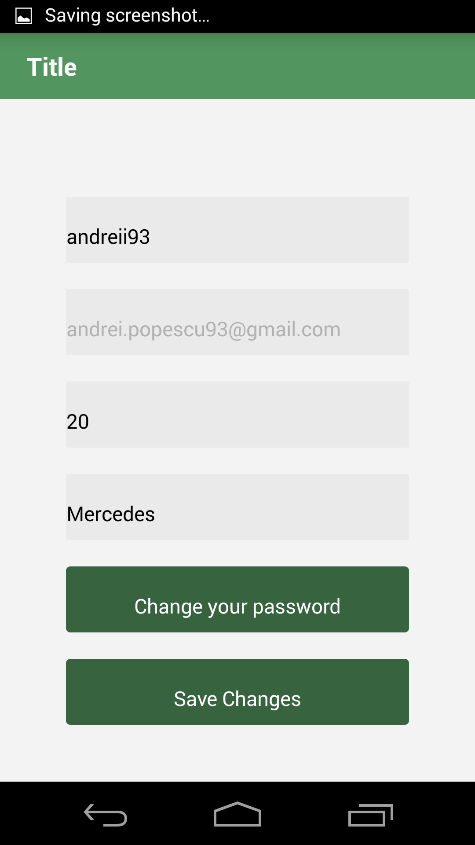 Saving screenshot...
Title
andreii93
andrei.popescu93@gmail.com
20
Mercedes
Change your password
Save Changes